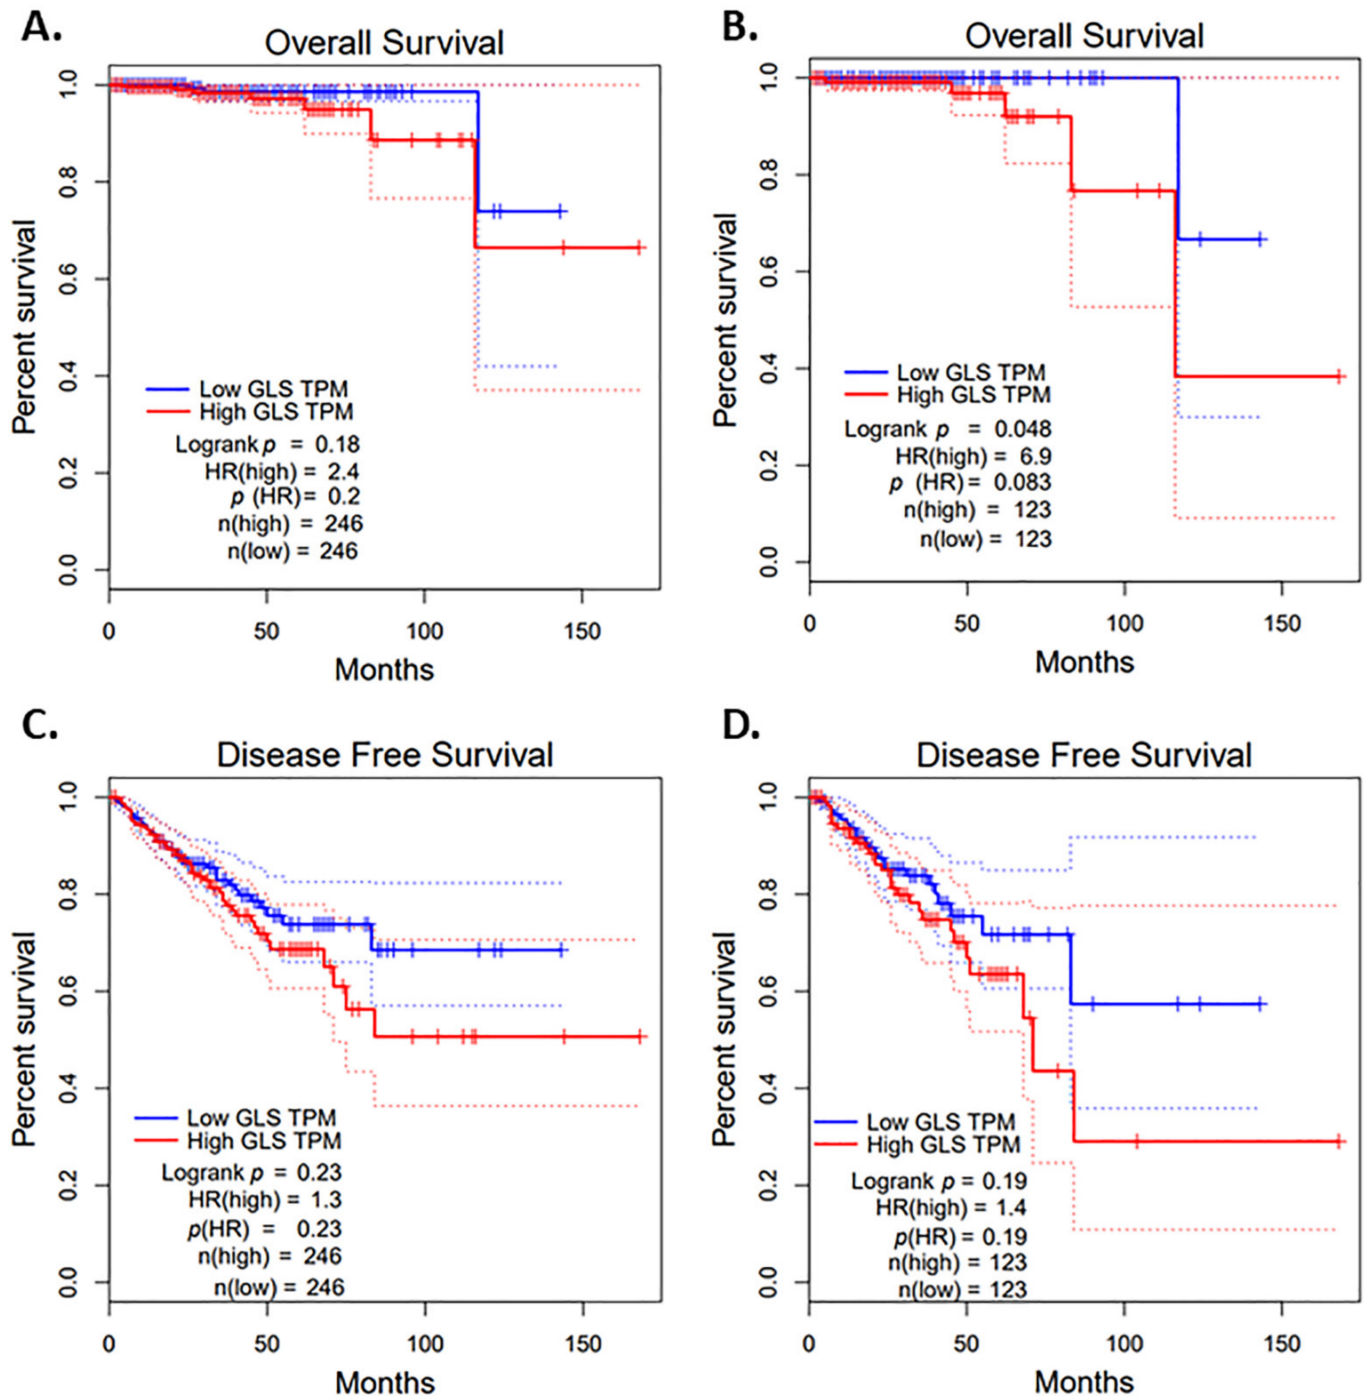 A.
Overall Survival
Percent survival
1.0
0.8
0.6
0.4
0.2
0.0
Low GLS TPM
High GLS TPM
Logrank p = 0.18
HR(high) = 2.4
p (HR)= 0.2
n(high) = 246
n(low) = 246
0 50 100 150
Months
B.
Overall Survival
Percent survival
1.0
0.8
0.6
0.4
0.2
0.0
Low GLS TPM
High GLS TPM
Logrank p = 0.048
HR(high) = 6.9
p (HR)= 0.083
n(high) = 123
n(low) = 123
0 50 100 150
Months
C.
Disease Free Survival
Percent survival
1.0
0.8
0.6
0.4
0.2
0.0
Low GLS TPM
High GLS TPM
Logrank p = 0.23
HR(high) = 1.3
p(HR) = 0.23
n(high) = 246
n(low) = 246
0 50 100 150
Months
D.
Disease Free Survival
Percent survival
1.0
0.8
0.6
0.4
0.2
0.0
Low GLS TPM
High GLS TPM
Logrank p = 0.19
HR(high) = 1.4
p(HR) = 0.19
n(high) = 123
n(low) = 123
0 50 100 150
Months